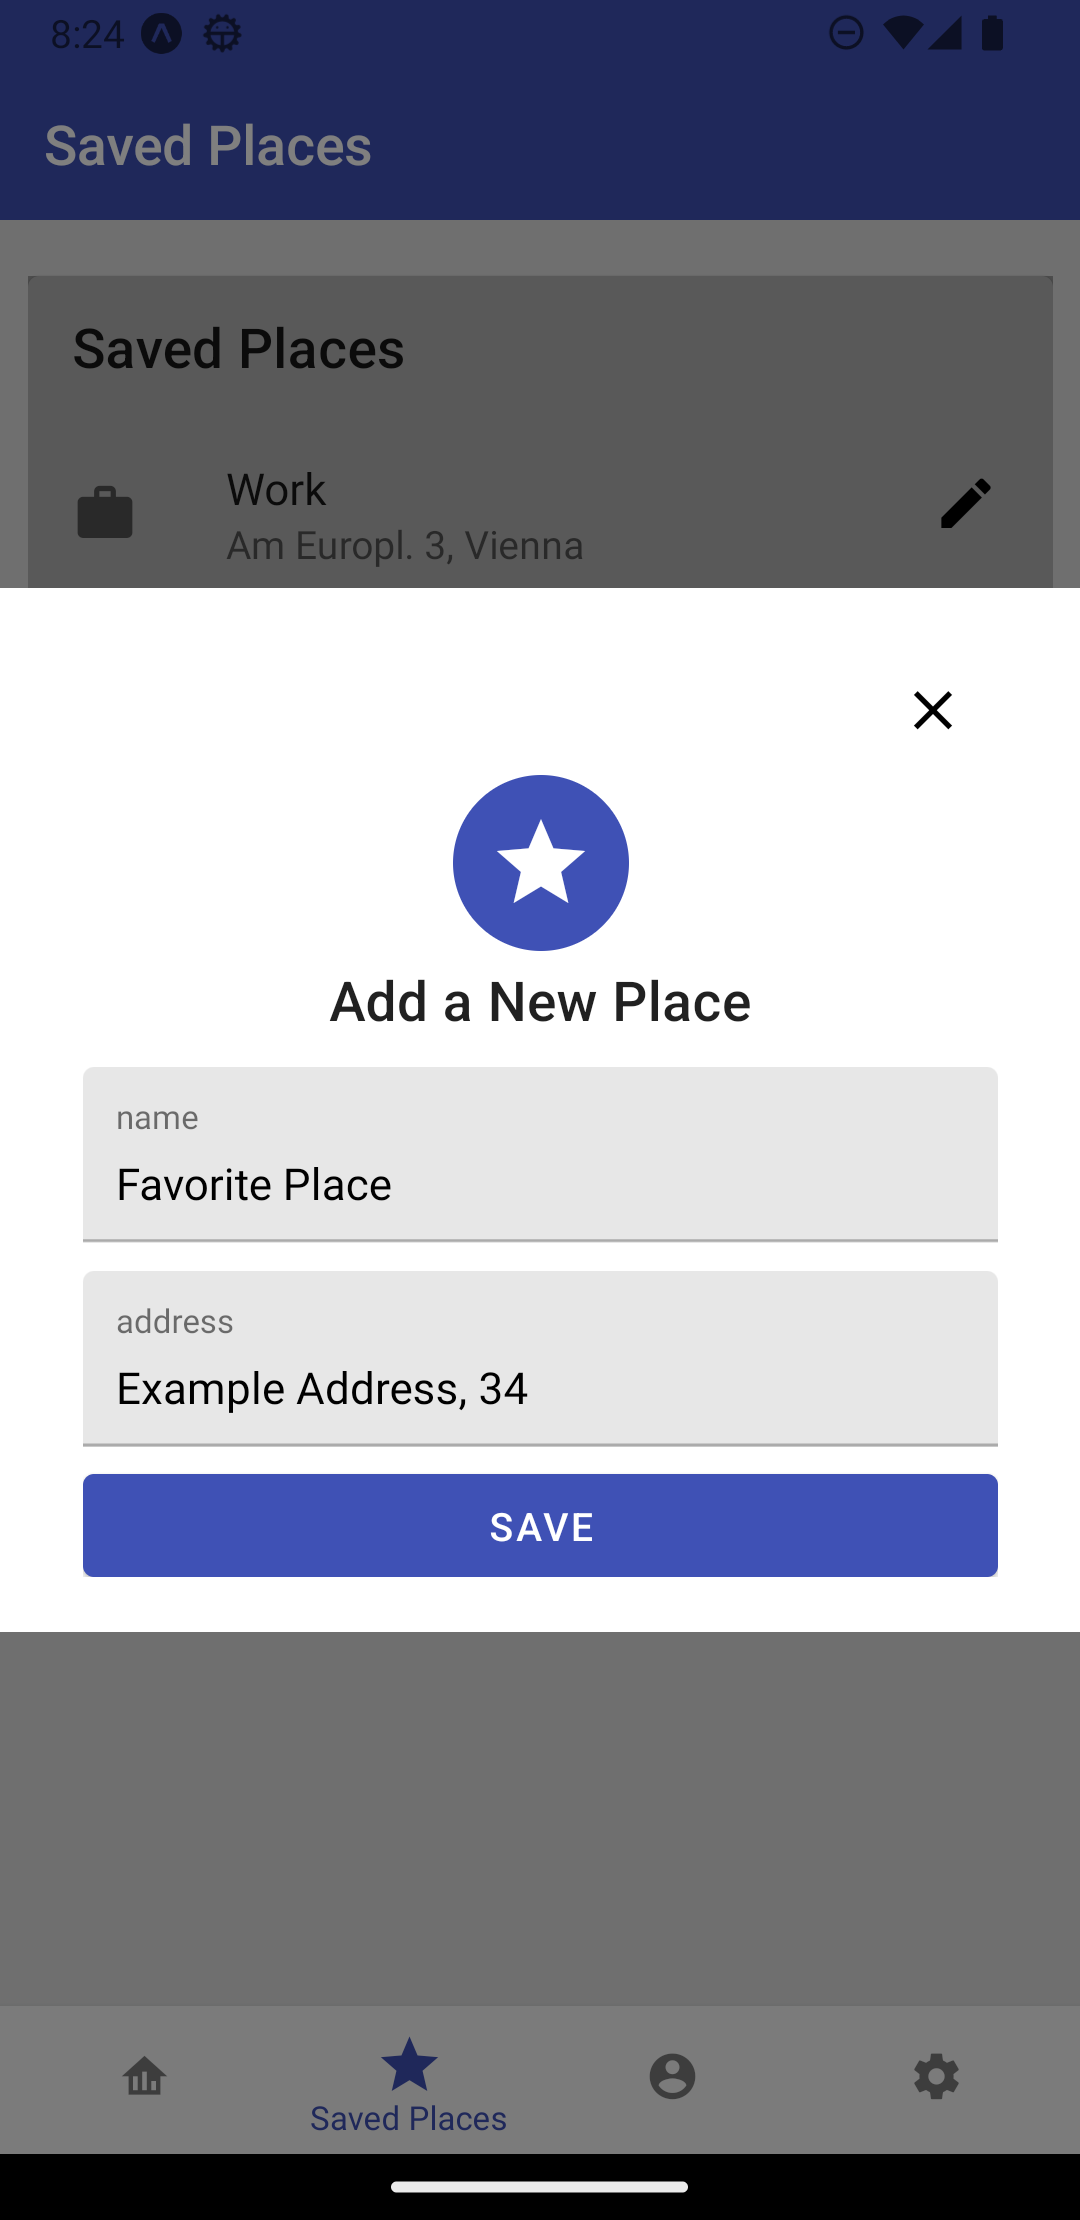 8:24
Saved Places
Saved Places
Work
Am Europl. 3, Vienna
Add a New Place
name
Favorite Place
address
Example Address, 34
SAVE
Saved Places